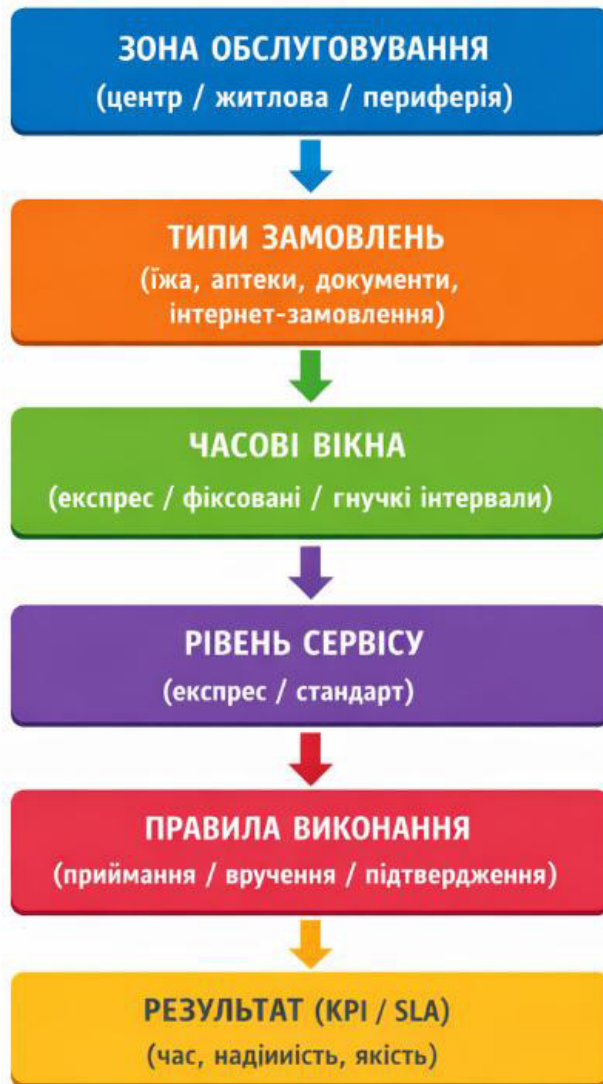 ЗОНА ОБСЛУГОВУВАННЯ
(центр / житлова / периферія)
ТИПИ ЗАМОВЛЕНЬ
(їжа, аптеки, документи,
інтернет-замовлення)
ЧАСОВІ ВІКНА
(експрес / фіксовані / гнучкі інтервали)
РІВЕНЬ СЕРВІСУ
(експрес / стандарт)
ПРАВИЛА ВИКОНАННЯ
(приймання / вручення / підтвердження)
РЕЗУЛЬТАТ (KPI / SLA)
(час, надіиність, якість)